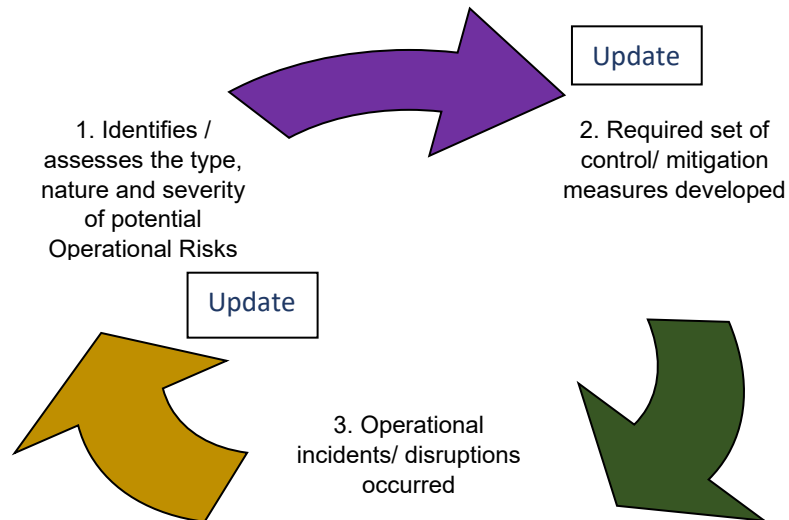 Update
1. Identifies /
assesses the type,
nature and severity
of potential
Operational Risks
2. Required set of
control/ mitigation
measures developed
Update
3. Operational
incidents/ disruptions
occurred